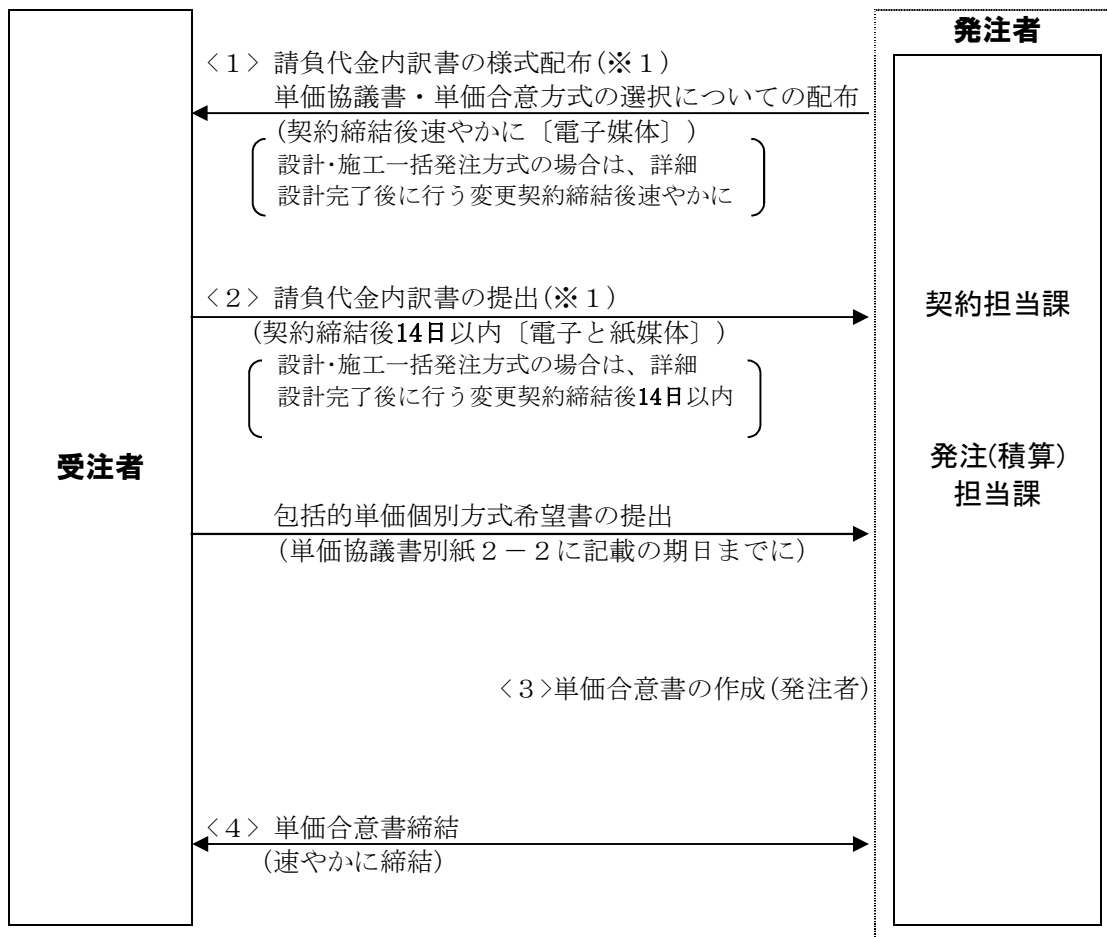 発注者
<1> 請負代金内訳書の様式配布(※1)
単価協議書・単価合意方式の選択についての配布
(契約締結後速やかに〔電子媒体〕)
設計・施工一括発注方式の場合は、詳細
設計完了後に行う変更契約締結後速やかに
<2> 請負代金内訳書の提出(※1)
(契約締結後14日以内〔電子と紙媒体〕)
設計・施工一括発注方式の場合は、詳細
設計完了後に行う変更契約締結後14日以内
契約担当課
受注者
発注(積算)
担当課
包括的単価個別方式希望書の提出
(単価協議書別紙2-2に記載の期日までに)
<3>単価合意書の作成(発注者)
<4> 単価合意書締結
(速やかに締結)